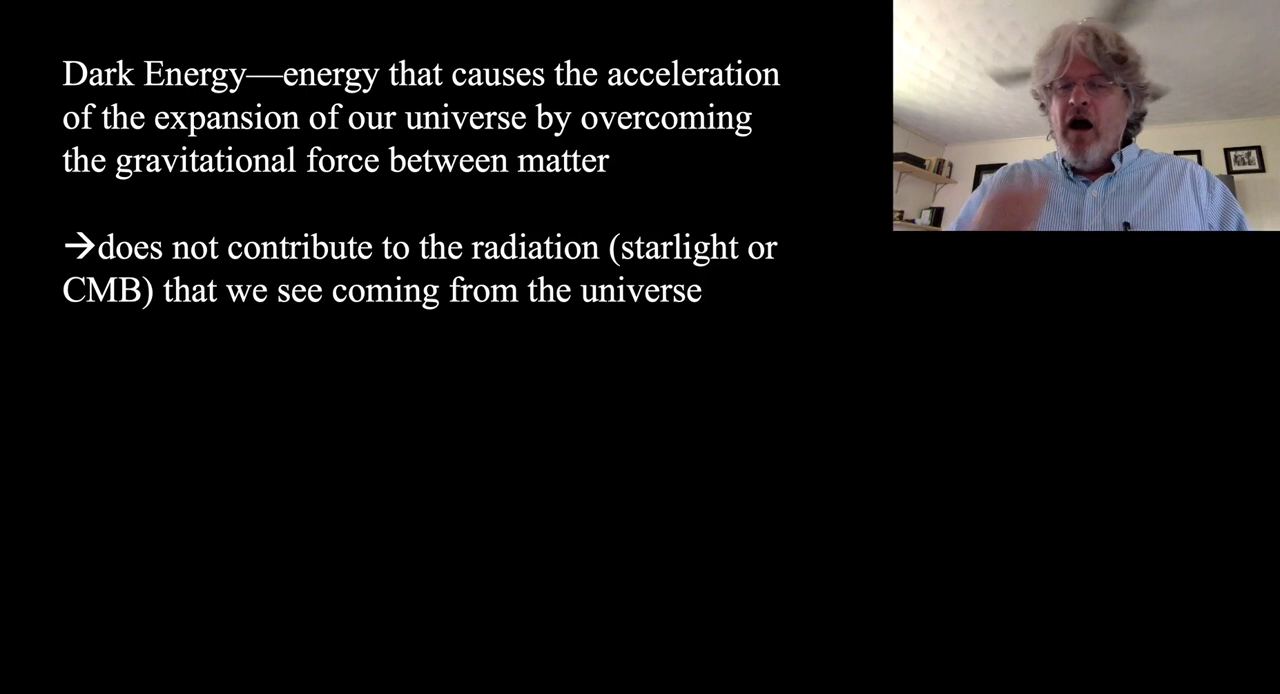 Dark Energy—energy that causes the acceleration
of the expansion of our universe by overcoming
the gravitational force between matter
→does not contribute to the radiation (starlight or
CMB) that we see coming from the universe